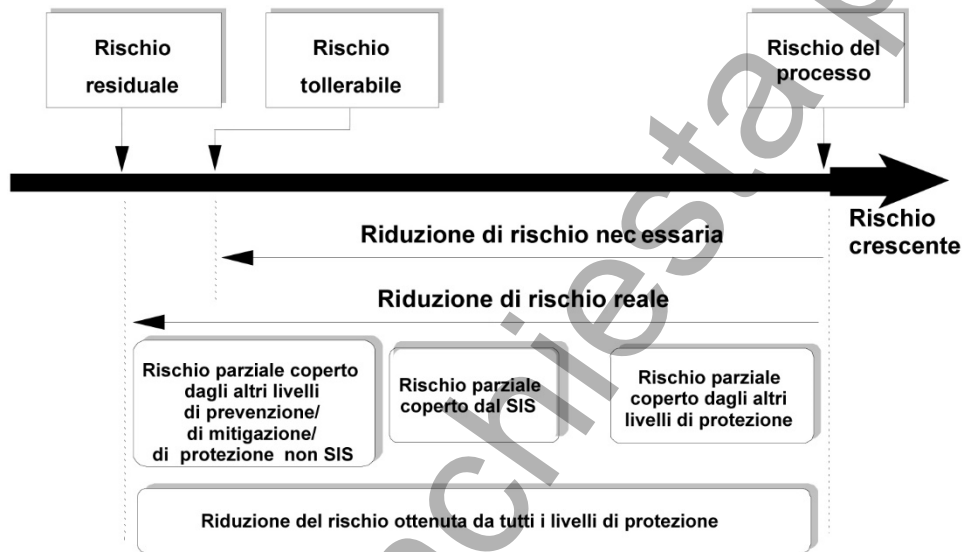 Rischio
residuale
Rischio
tollerabile
Rischio del
processo
Rischio
crescente
Riduzione di rischio nec essaria
Riduzione di rischio reale
Rischio parziale coperto
dagli altri livelli
di prevenzione/
di mitigazione/
di protezione non SIS
Rischio parziale
coperto dal SIS
Rischio parziale
coperto dagli altri
livelli di protezione
Riduzione del rischio ottenuta da tutti i livelli di protezione